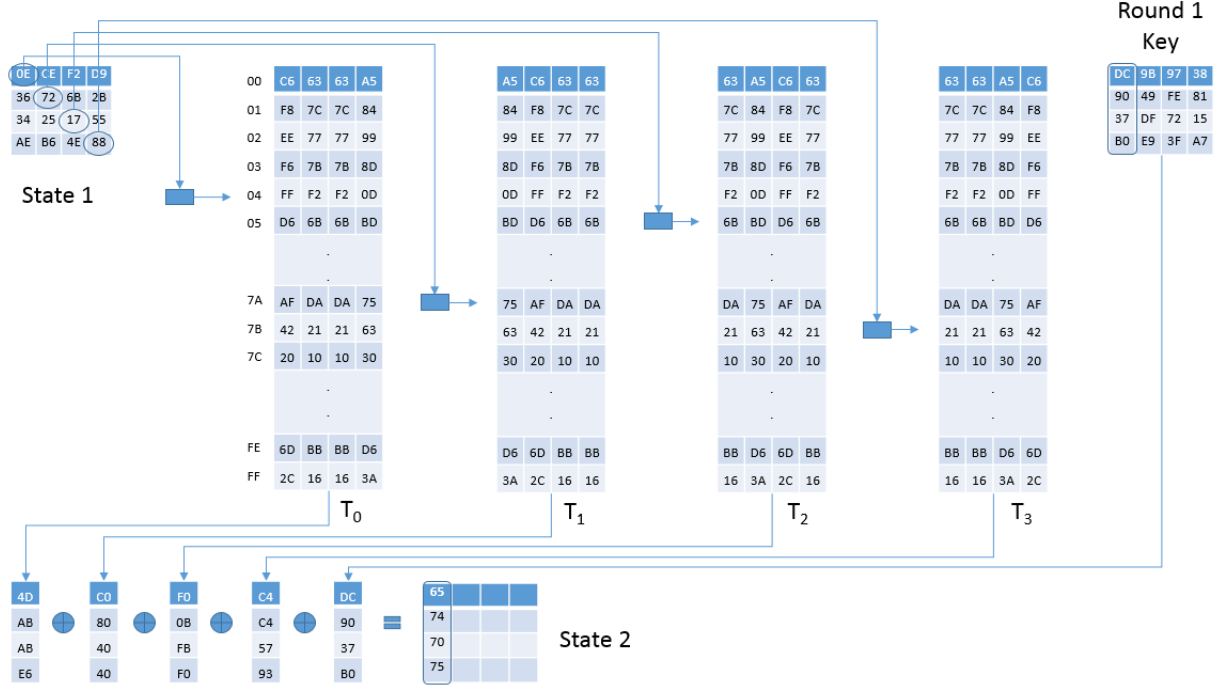 Round 1
Key
0E CE F2 D9
36 72 6B 2B
34 25 17 55
AE B6 4E 88
State 1
00 C6 63 63 A5
01 F8 7C 7C 84
02 EE 77 77 99
03 F6 7B 7B 8D
04 FF F2 F2 0D
05 D6 6B 6B BD
.
.
7A AF DA DA 75
7B 42 21 21 63
7C 20 10 10 30
.
.
FE 6D BB BB D6
FF 2C 16 16 3A
T0
A5 C6 63 63
84 F8 7C 7C
99 EE 77 77
8D F6 7B 7B
0D FF F2 F2
BD D6 6B 6B
.
.
75 AF DA DA
63 42 21 21
30 20 10 10
.
.
D6 6D BB BB
3A 2C 16 16
T1
63 A5 C6 63
7C 84 F8 7C
77 99 EE 77
7B 8D F6 7B
F2 0D FF F2
6B BD D6 6B
.
.
DA 75 AF DA
21 63 42 21
10 30 20 10
.
.
BB D6 6D BB
16 3A 2C 16
T2
63 63 A5 C6
7C 7C 84 F8
77 77 99 EE
7B 7B 8D F6
F2 F2 0D FF
6B 6B BD D6
.
.
DA DA 75 AF
21 21 63 42
10 10 30 20
.
.
BB BB D6 6D
16 16 3A 2C
T3
DC 9B 97 38
90 49 FE 81
37 DF 72 15
B0 E9 3F A7
4D C0 F0 C4 DC 65
AB 80 0B C4 90 = 74
AB 40 FB 57 37 70
E6 40 F0 93 B0 75
State 2